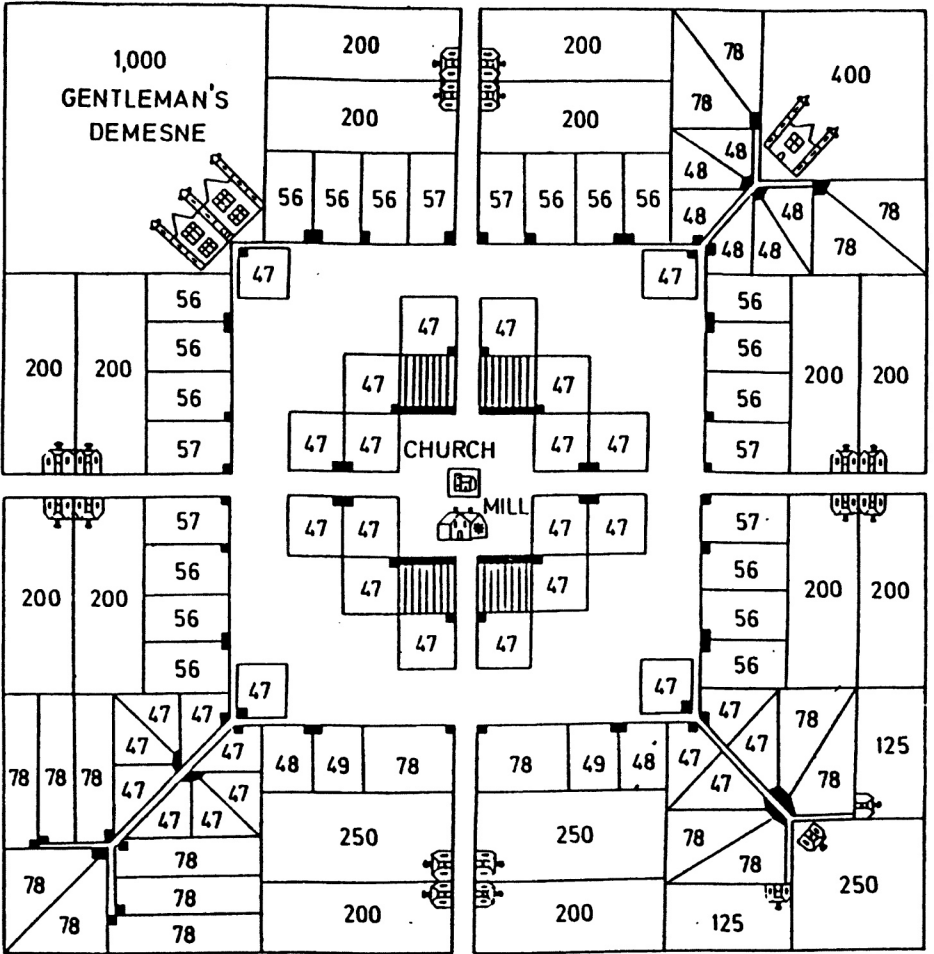 1,000 200 200 78 400
GENTLEMAN'S 78
DEMESNE 200 200
48
48
56 56 56 57 57 56 56 56 48 48 78
48 48 78
47 47
56 56
47 47
56 56
200 200 200 200
47 47
56 56
47 47 CHURCH 47 47
57 57
MILL
57 57
47 47 47 47
56 56
47 47
200 200 200 200
56 56
47 47
56 56
47 47
47 47 47 78
47 47 47 47 125
48 49 78 78 49 48
78 78 78 47 47 47 78
47 47
250 250 78
78 78
78 78 250
200 200 125
78 78